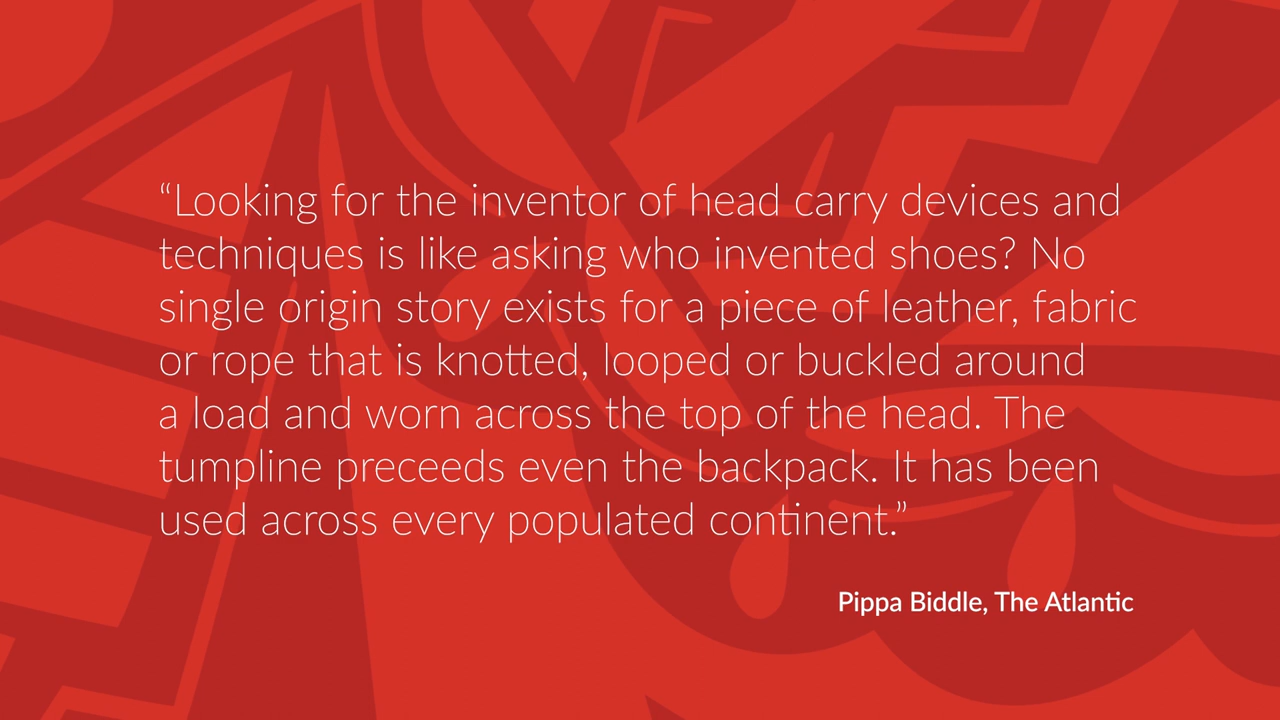 “Looking for the inventor of head carry devices and
techniques is like asking who invented shoes? No
single origin story exists for a piece of leather, fabric
or rope that is knotted, looped or buckled around
a load and worn across the top of the head. The
tumpline preceeds even the backpack. It has been
used across every populated continent.”
Pippa Biddle, The Atlantic